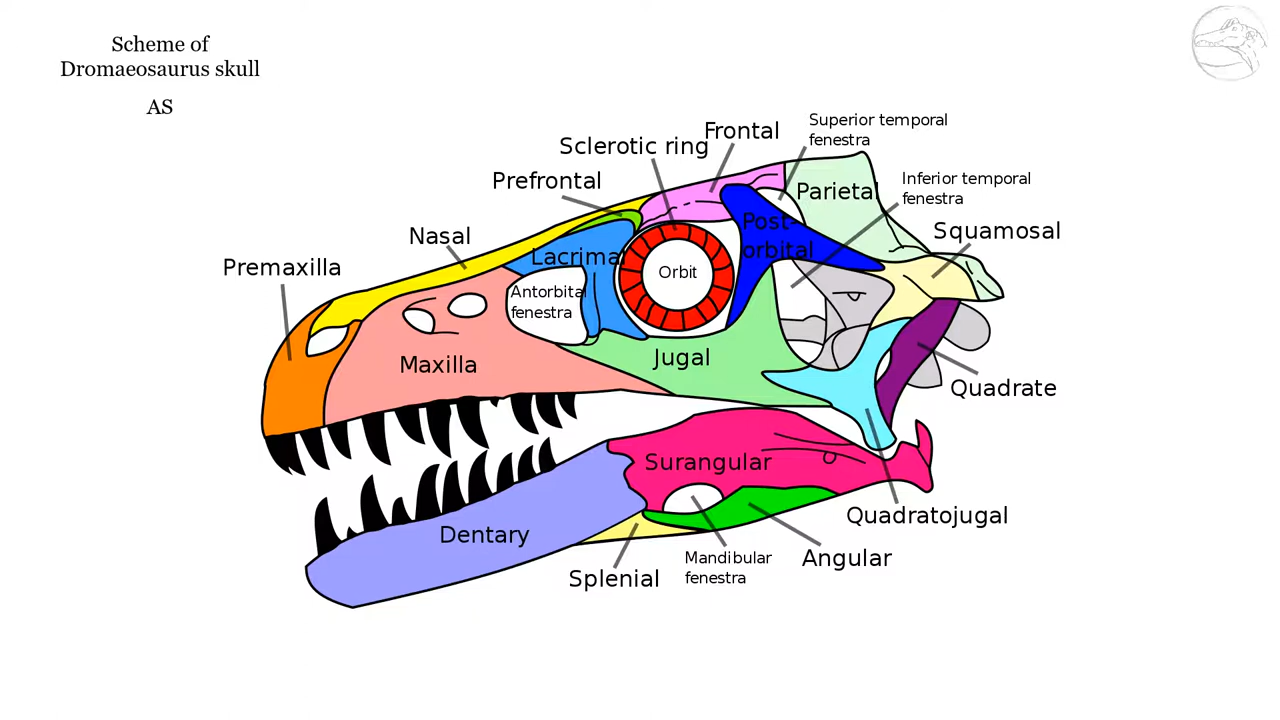 Scheme of
Dromaeosaurus skull
AS
Superior temporal
fenestra
Frontal
Sclerotic ring
Prefrontal
Parietal
Inferior temporal
fenestra
Nasal
Post-
orbital
Squamosal
Lacrimal
Premaxilla
Orbit
Antorbital
fenestra
Maxilla
Jugal
Quadrate
Surangular
Quadratojugal
Dentary
Mandibular
fenestra
Angular
Splenial